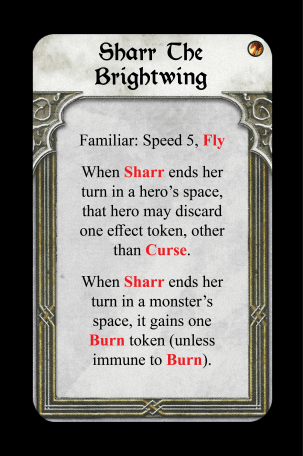 Sharr The
Brightwing
Familiar: Speed 5, Fly
When Sharr ends her
turn in a hero's space,
that hero may discard
one effect token, other
than Curse.
When Sharr ends her
turn in a monster's
space, it gains one
Burn token (unless
immune to Burn).